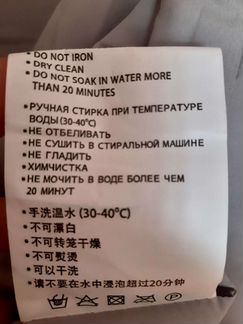 • DO NOT IRON
• DRY CLEAN
• DO NOT SOAK IN WATER MORE
THAN 20 MINUTES
• РУЧНАЯ СТИРКА ПРИ ТЕМПЕРАТУРЕ
ВОДЫ (30-40°C)
• НЕ ОТБЕЛИВАТЬ
• НЕ СУШИТЬ В СТИРАЛЬНОЙ МАШИНЕ
• НЕ ГЛАДИТЬ
• ХИМЧИСТКА
• НЕ МОЧИТЬ В ВОДЕ БОЛЕЕ ЧЕМ
20 МИНУТ
• 手洗温水 (30-40°C)
• 不可漂白
• 不可转笼干燥
• 不可熨烫
• 可以干洗
• 请不要在水中浸泡超过20分钟